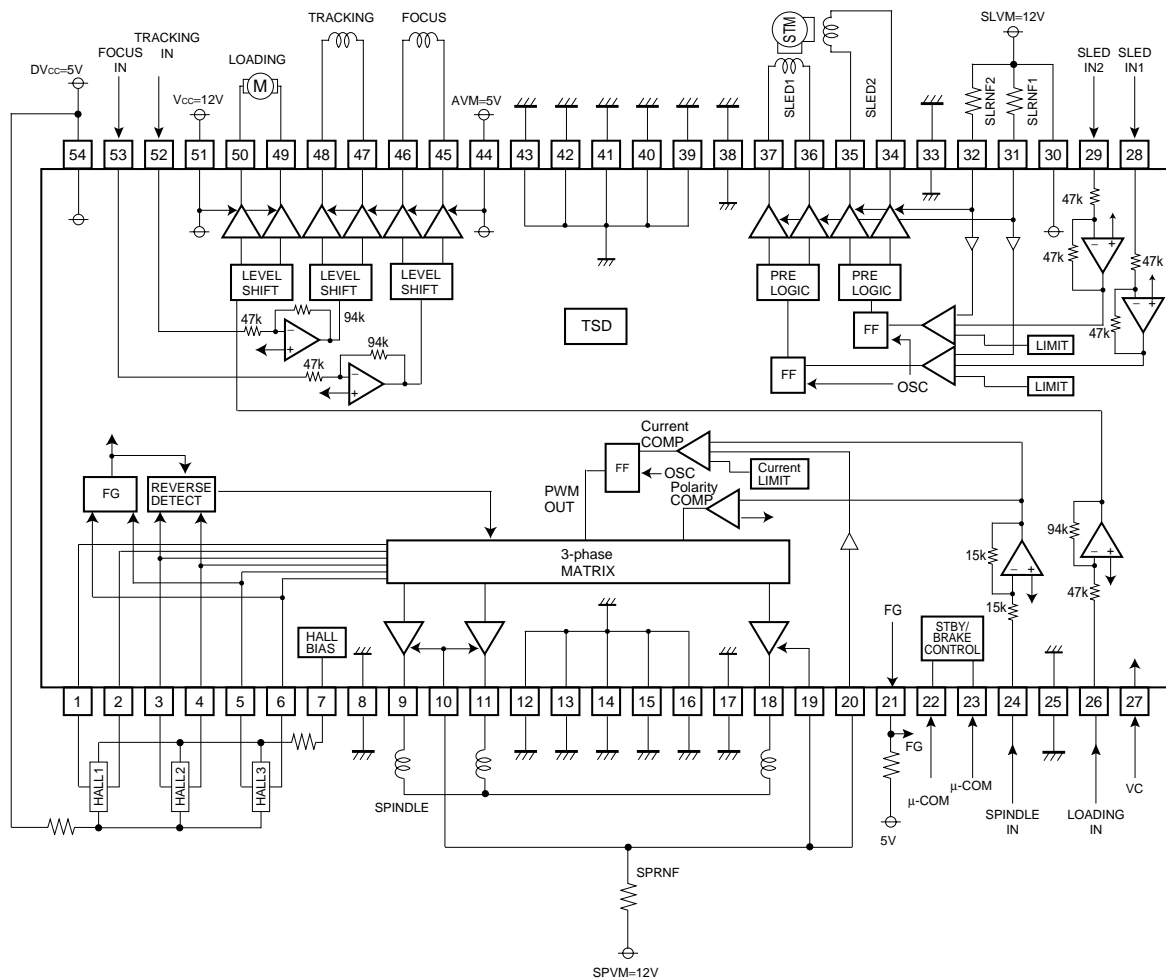 TRACKING
FOCUS
FOCUS
IN
TRACKING
IN
LOADING
M
DVCC=5V
VCC=12V
AVM=5V
STM
SLED1
SLED2
SLVM=12V
SLRNF2
SLRNF1
SLED
IN2
SLED
IN1
54
53
52
51
50
49
48
47
46
45
44
43
42
41
40
39
38
37
36
35
34
33
32
31
30
29
28
LEVEL
SHIFT
LEVEL
SHIFT
LEVEL
SHIFT
PRE
LOGIC
PRE
LOGIC
47k
47k
47k
47k
47k
94k
47k
94k
−
+
−
+
−
+
−
+
TSD
FF
FF
OSC
LIMIT
LIMIT
FG
REVERSE
DETECT
PWM
OUT
FF
OSC
Current
COMP
Current
LIMIT
Polarity
COMP
3-phase
MATRIX
15k
15k
94k
47k
−
+
−
+
HALL
BIAS
FG
STBY/
BRAKE
CONTROL
1
2
3
4
5
6
7
8
9
10
11
12
13
14
15
16
17
18
19
20
21
22
23
24
25
26
27
HALL1
HALL2
HALL3
SPINDLE
FG
5V
μ-COM
μ-COM
SPINDLE
IN
LOADING
IN
VC
SPRNF
SPVM=12V